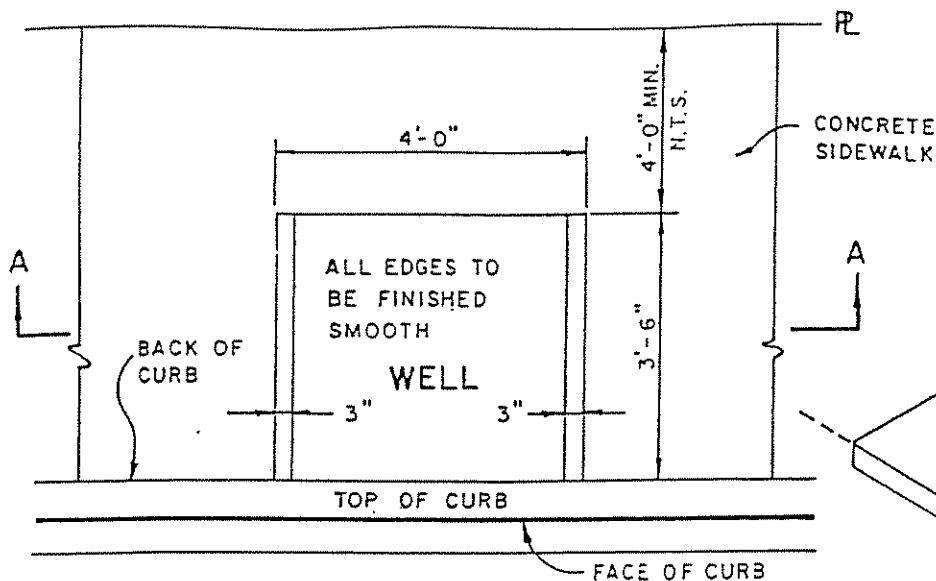 PL
4'-0" MIN.
N.T.S.
4'-0"
CONCRETE
SIDEWALK
A
A
ALL EDGES TO
BE FINISHED
SMOOTH
BACK OF
CURB
3'-6"
WELL
3"
3"
TOP OF CURB
FACE OF CURB